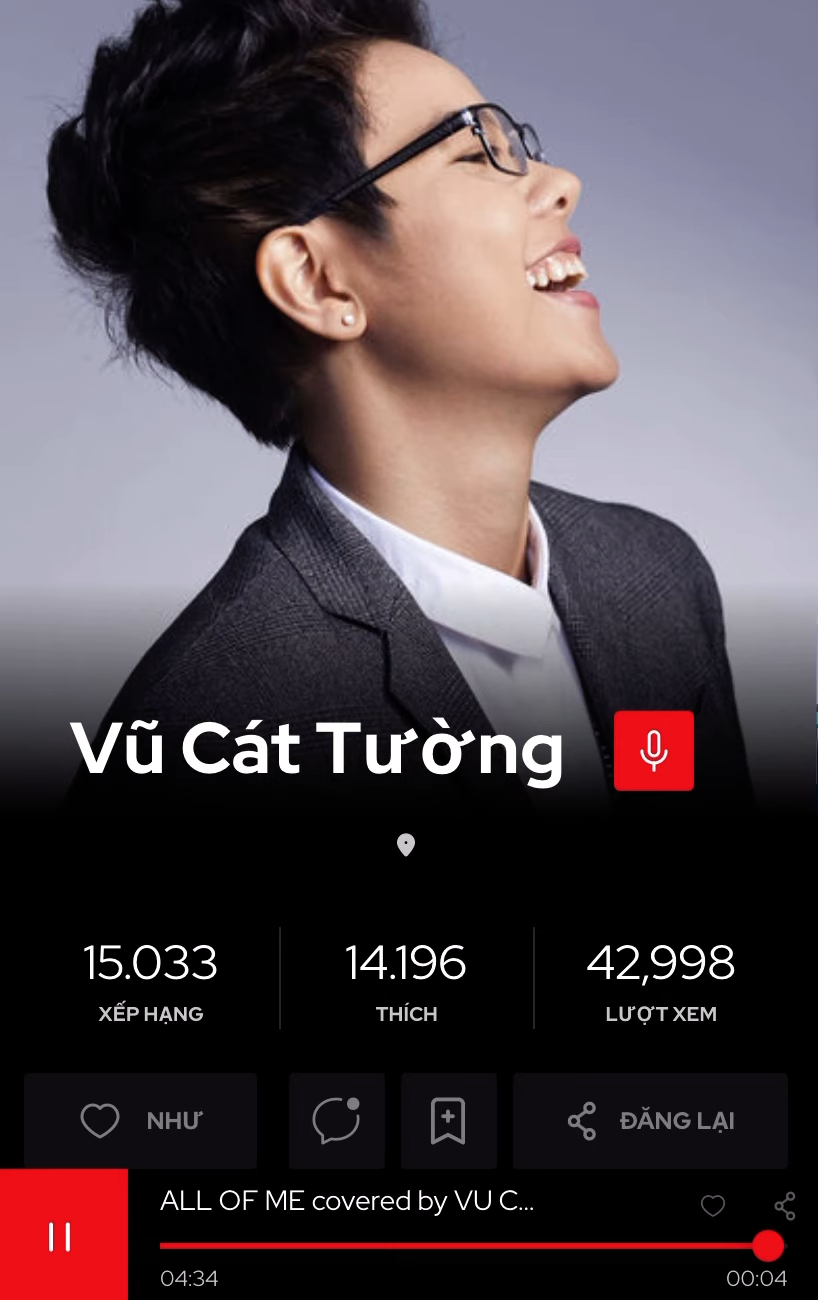 Vũ Cát Tường
15.033 14.196 42,998
XẾP HẠNG THÍCH LƯỢT XEM
NHƯ ĐĂNG LẠI
ALL OF ME covered by VU C...
04:34 00:04